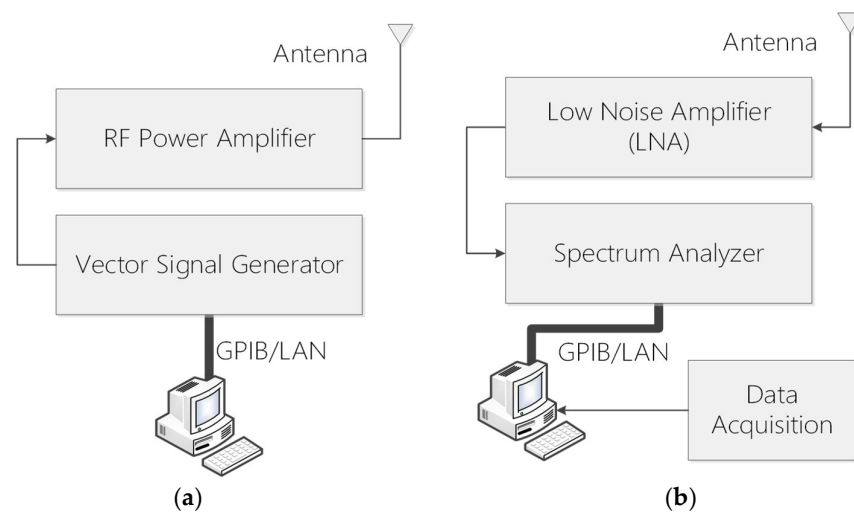 Antenna
RF Power Amplifier
Vector Signal Generator
GPIB/LAN
(a)
Antenna
Low Noise Amplifier
(LNA)
Spectrum Analyzer
GPIB/LAN
Data
Acquisition
(b)